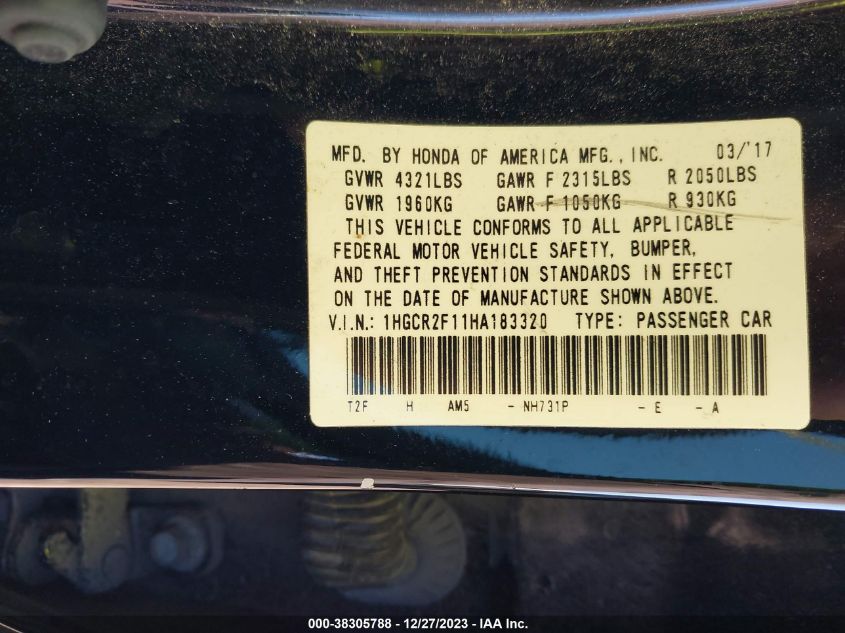 MFD. BY HONDA OF AMERICA MFG., INC. 03/'17
GVWR 4321LBS GAWR F 2315LBS R 2050LBS
GVWR 1960KG GAWR F 1050KG R 930KG
THIS VEHICLE CONFORMS TO ALL APPLICABLE
FEDERAL MOTOR VEHICLE SAFETY, BUMPER,
AND THEFT PREVENTION STANDARDS IN EFFECT
ON THE DATE OF MANUFACTURE SHOWN ABOVE.
V.I.N.: 1HGCR2F11HA183320 TYPE: PASSENGER CAR
T2F H AM5 - NH731P - E - A
000-38305788 - 12/27/2023 - IAA Inc.